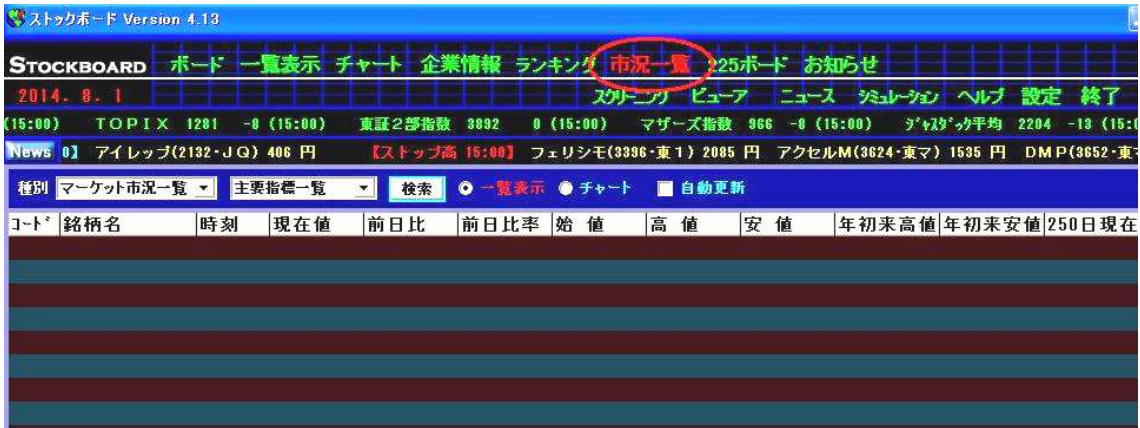 ストックボード Version 4.13
STOCKBOARD ボード 一覧表示 チャート 企業情報 ランキング 市況一覧 225ボード お知らせ
2014. 8. 1 スクリーニング ビューア ニュース シミュレーション ヘルプ 設定 終了
(15:00) TOPIX 1281 -8 (15:00) 東証2部指数 3892 0 (15:00) マザーズ指数 966 -8 (15:00) ジャスダック平均 2204 -13 (15:0
News 0】 アイレップ(2132・JQ) 406 円 【ストップ高 15:00】 フェリシモ(3396・東1) 2085 円 アクセルM(3624・東マ) 1535 円 DMP(3652・東マ
種別 マーケット市況一覧 主要指標一覧 検索 一覧表示 チャート 自動更新
コード 銘柄名 時刻 現在値 前日比 前日比率 始 値 高 値 安 値 年初来高値 年初来安値 250日現在